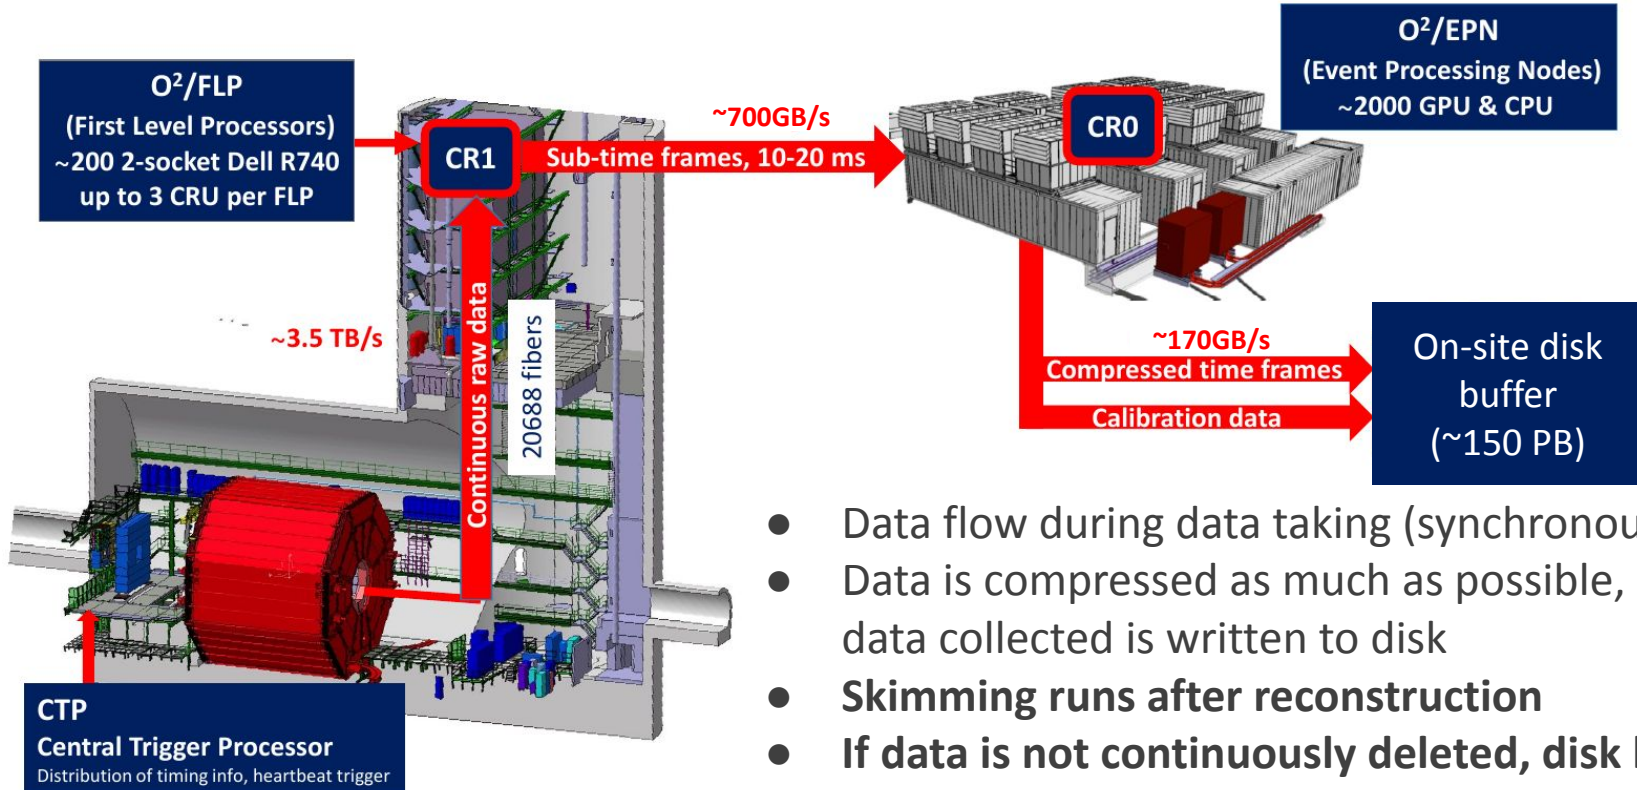 O²/FLP
(First Level Processors)
~200 2-socket Dell R740
up to 3 CRU per FLP
CR1
~700GB/s
Sub-time frames, 10-20 ms
CR0
O²/EPN
(Event Processing Nodes)
~2000 GPU & CPU
~3.5 TB/s
Continuous raw data
20688 fibers
~170GB/s
Compressed time frames
Calibration data
On-site disk
buffer
(~150 PB)
● Data flow during data taking (synchronou
● Data is compressed as much as possible,
data collected is written to disk
● Skimming runs after reconstruction
● If data is not continuously deleted, disk
CTP
Central Trigger Processor
Distribution of timing info, heartbeat trigger